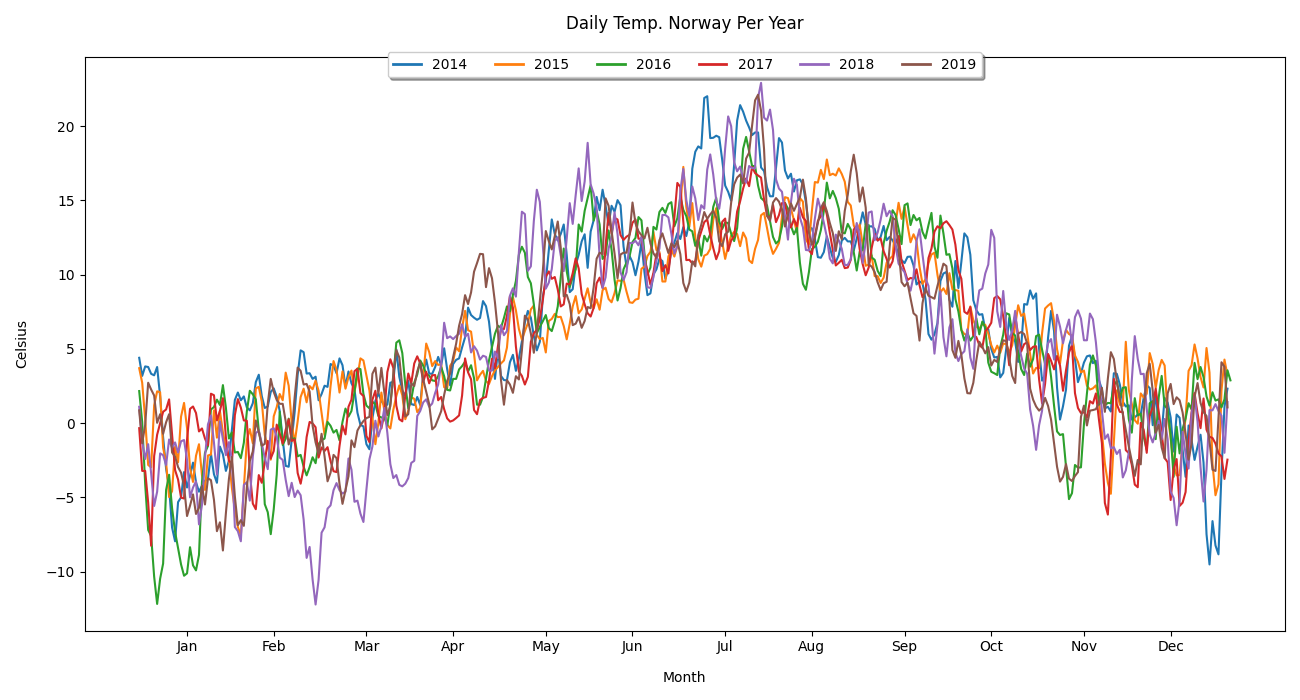 Daily Temp. Norway Per Year
2014 2015 2016 2017 2018 2019
20
15
10
5
0
−5
−10
Celsius
Jan Feb Mar Apr May Jun Jul Aug Sep Oct Nov Dec
Month